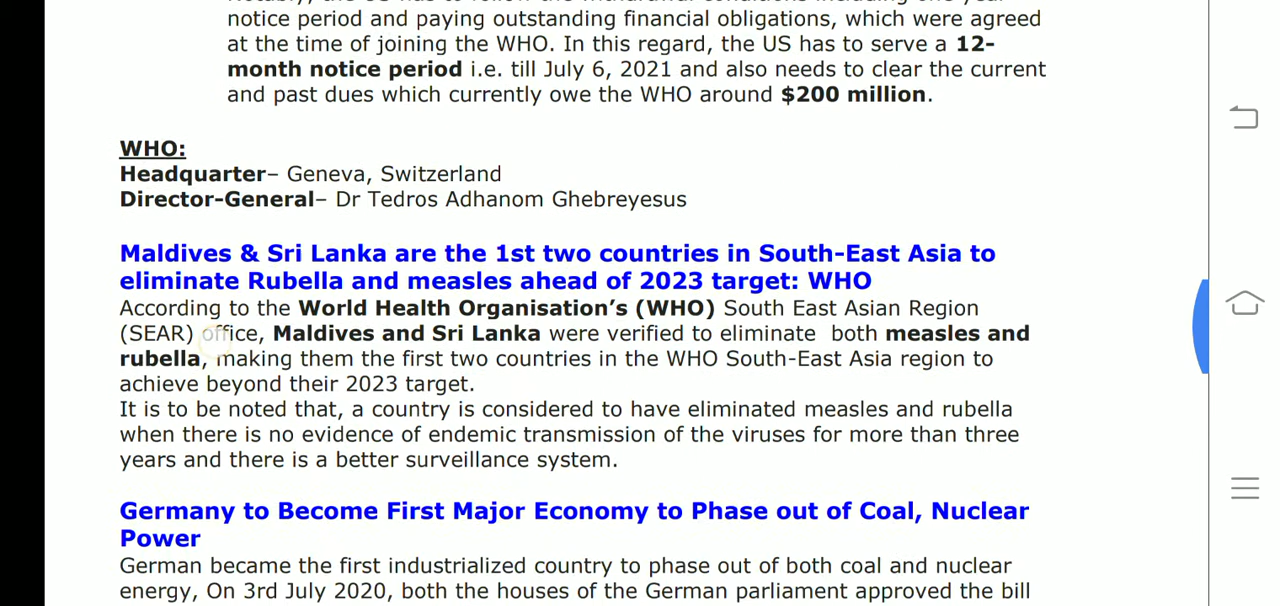 notice period and paying outstanding financial obligations, which were agreed
at the time of joining the WHO. In this regard, the US has to serve a 12-
month notice period i.e. till July 6, 2021 and also needs to clear the current
and past dues which currently owe the WHO around $200 million.
WHO:
Headquarter– Geneva, Switzerland
Director-General– Dr Tedros Adhanom Ghebreyesus
Maldives & Sri Lanka are the 1st two countries in South-East Asia to
eliminate Rubella and measles ahead of 2023 target: WHO
According to the World Health Organisation's (WHO) South East Asian Region
(SEAR) office, Maldives and Sri Lanka were verified to eliminate  both measles and
rubella, making them the first two countries in the WHO South-East Asia region to
achieve beyond their 2023 target.
It is to be noted that, a country is considered to have eliminated measles and rubella
when there is no evidence of endemic transmission of the viruses for more than three
years and there is a better surveillance system.
Germany to Become First Major Economy to Phase out of Coal, Nuclear
Power
German became the first industrialized country to phase out of both coal and nuclear
energy, On 3rd July 2020, both the houses of the German parliament approved the bill